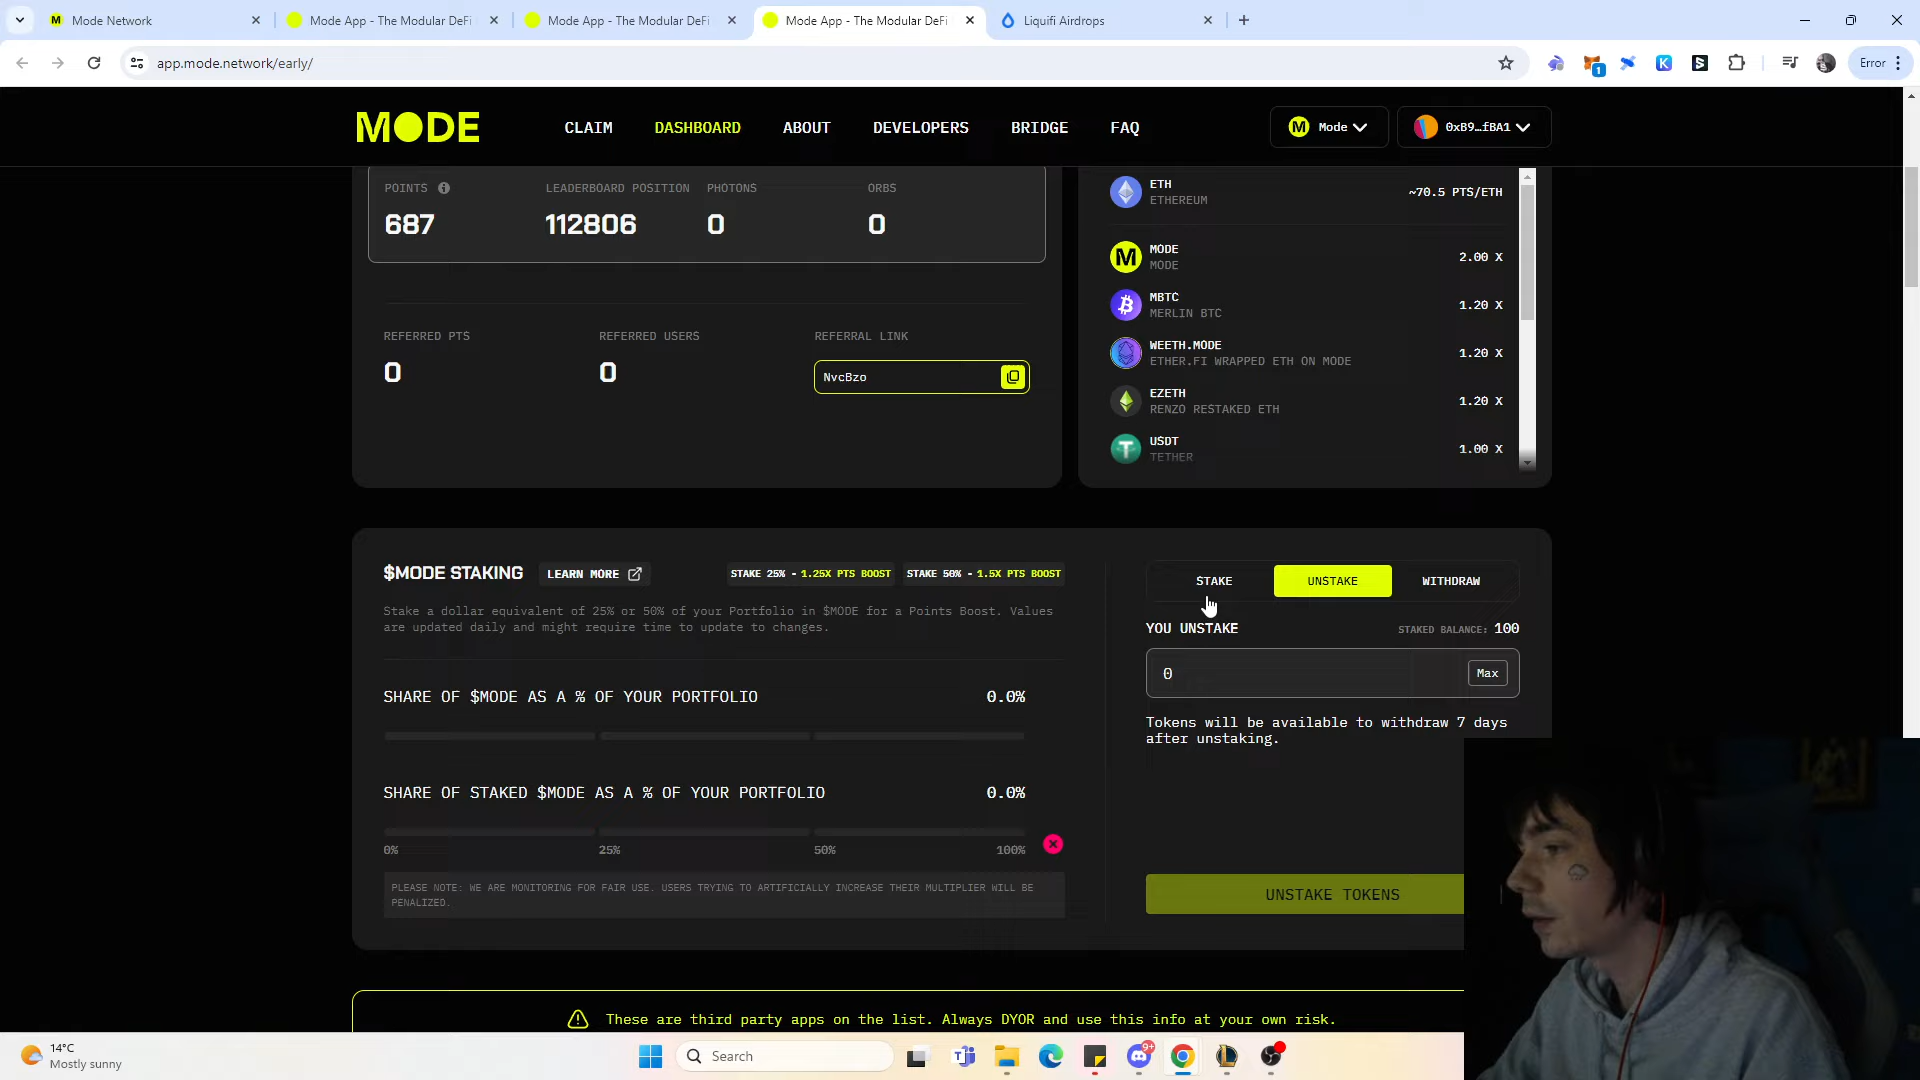 Mode Network
Mode App - The Modular DeFi
Mode App - The Modular DeFi
Mode App - The Modular DeFi
Liquifi Airdrops
app.mode.network/early/
1
K
Error
MODE
CLAIM
DASHBOARD
ABOUT
DEVELOPERS
BRIDGE
FAQ
Mode
0xB9…fBA1
POINTS
LEADERBOARD POSITION
PHOTONS
ORBS
687
112806
0
0
REFERRED PTS
REFERRED USERS
REFERRAL LINK
0
0
NvcBzo
ETH
ETHEREUM
~70.5 PTS/ETH
MODE
MODE
2.00 X
MBTC
MERLIN BTC
1.20 X
WEETH.MODE
ETHER.FI WRAPPED ETH ON MODE
1.20 X
EZETH
RENZO RESTAKED ETH
1.20 X
USDT
TETHER
1.00 X
$MODE STAKING
LEARN MORE
STAKE 25% - 1.25X PTS BOOST
STAKE 50% - 1.5X PTS BOOST
Stake a dollar equivalent of 25% or 50% of your Portfolio in $MODE for a Points Boost. Values
are updated daily and might require time to update to changes.
SHARE OF $MODE AS A % OF YOUR PORTFOLIO
0.0%
SHARE OF STAKED $MODE AS A % OF YOUR PORTFOLIO
0.0%
0%
25%
50%
100%
PLEASE NOTE: WE ARE MONITORING FOR FAIR USE. USERS TRYING TO ARTIFICIALLY INCREASE THEIR MULTIPLIER WILL BE
PENALIZED.
STAKE
UNSTAKE
WITHDRAW
YOU UNSTAKE
STAKED BALANCE: 100
0
Max
Tokens will be available to withdraw 7 days
after unstaking.
UNSTAKE TOKENS
These are third party apps on the list. Always DYOR and use this info at your own risk.
14°C
Mostly sunny
Search
9+